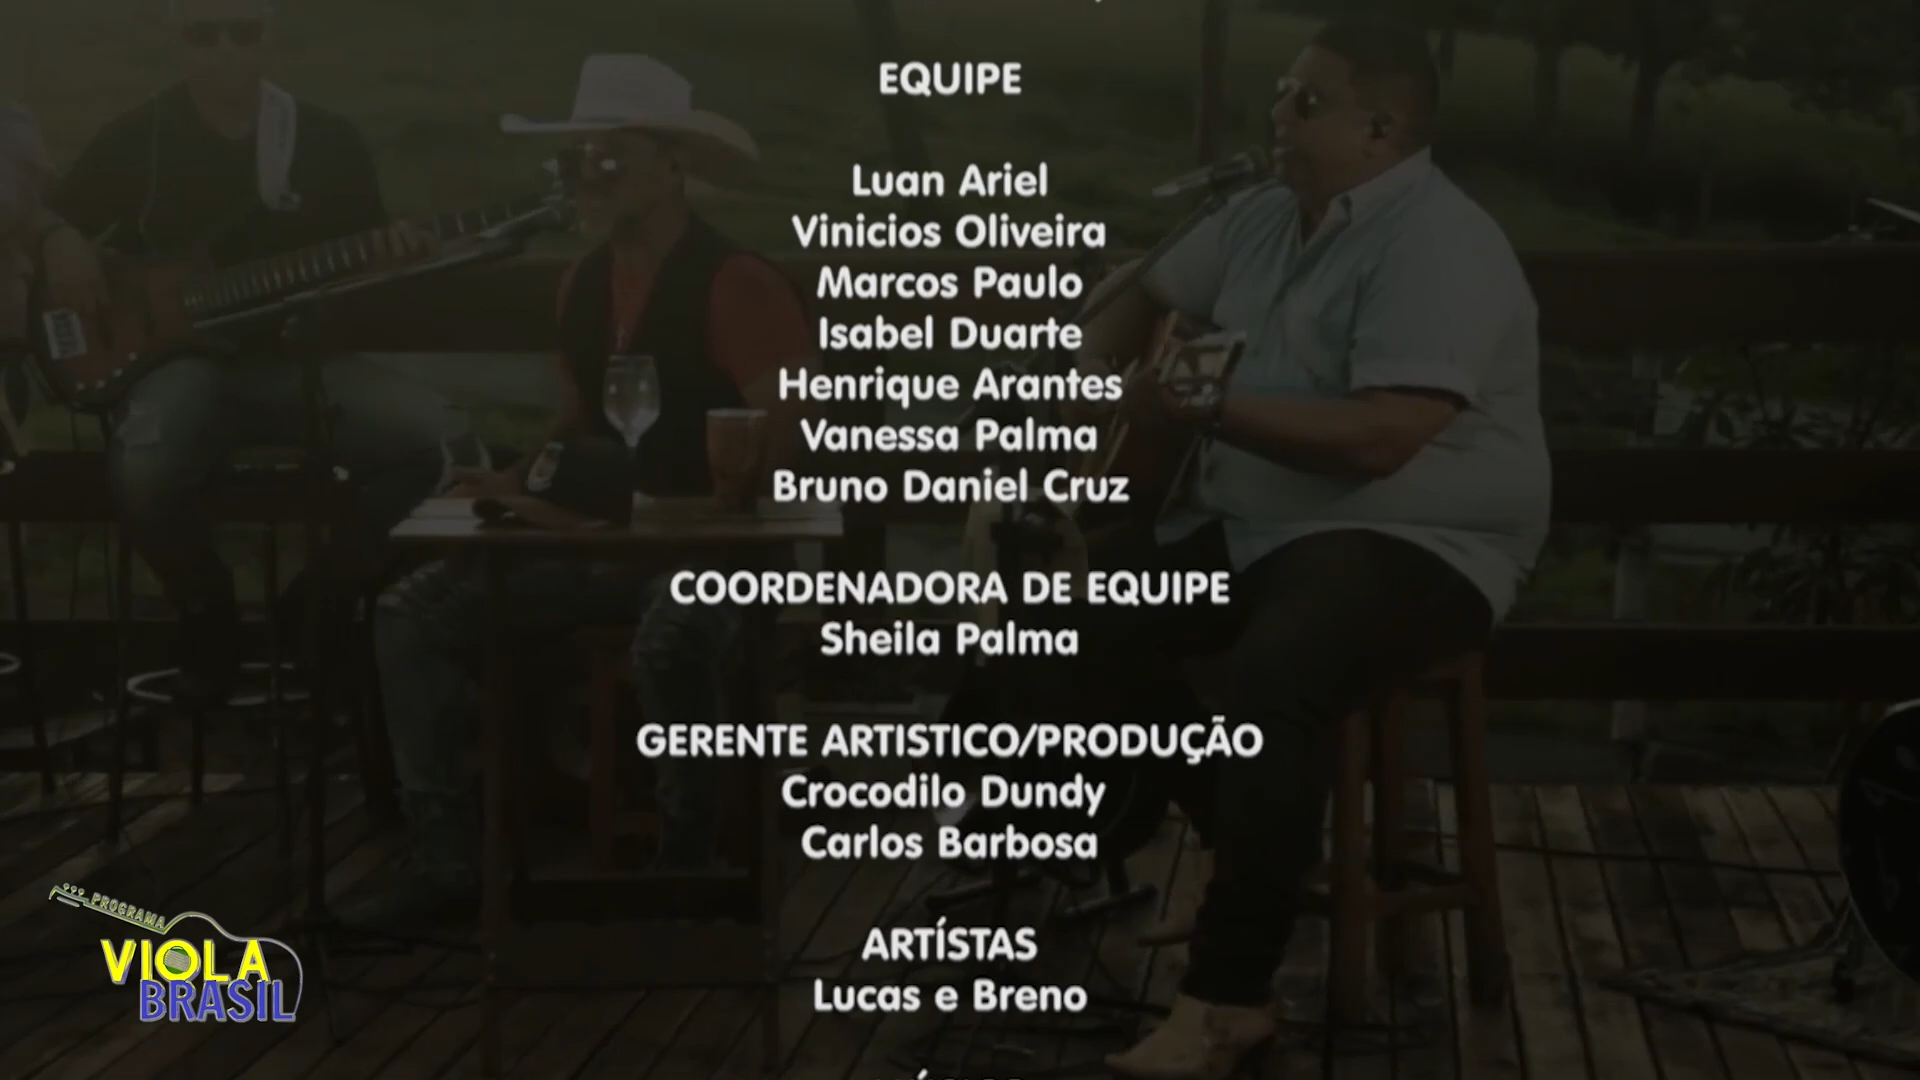 EQUIPE
Luan Ariel
Vinicios Oliveira
Marcos Paulo
Isabel Duarte
Henrique Arantes
Vanessa Palma
Bruno Daniel Cruz
COORDENADORA DE EQUIPE
Sheila Palma
GERENTE ARTISTICO/PRODUÇÃO
Crocodilo Dundy
Carlos Barbosa
ARTÍSTAS
Lucas e Breno
PROGRAMA
VIOLA
BRASIL